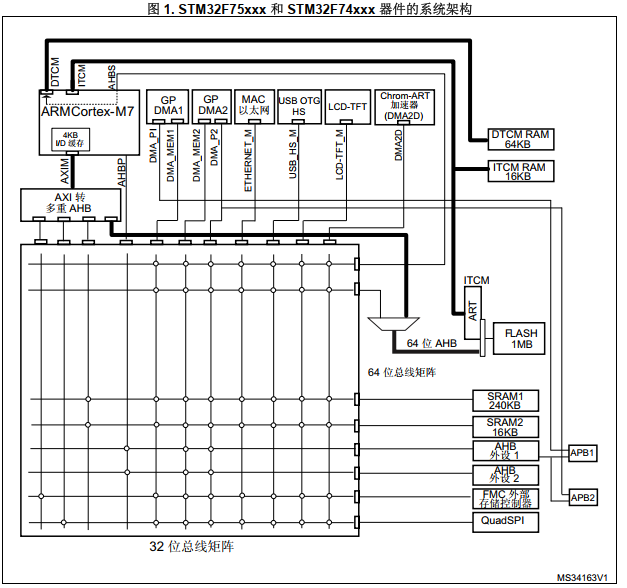 图 1. STM32F75xxx 和 STM32F74xxx 器件的系统架构
DTCM
ITCM
AHBS
ARMCortex-M7
4KB
I/D 缓存
AXIM
AHBP
GP
DMA1
GP
DMA2
MAC
以太网
USB OTG
HS
LCD-TFT
Chrom-ART
加速器
(DMA2D)
DMA_PI
DMA_MEM1
DMA_MEM2
DMA_P2
ETHERNET_M
USB_HS_M
LCD-TFT_M
DMA2D
DTCM RAM
64KB
ITCM RAM
16KB
AXI 转
多重 AHB
ITCM
ART
FLASH
1MB
64 位 AHB
64 位总线矩阵
SRAM1
240KB
SRAM2
16KB
AHB
外设 1
APB1
AHB
外设 2
FMC 外部
存储控制器
APB2
QuadSPI
32 位总线矩阵
MS34163V1